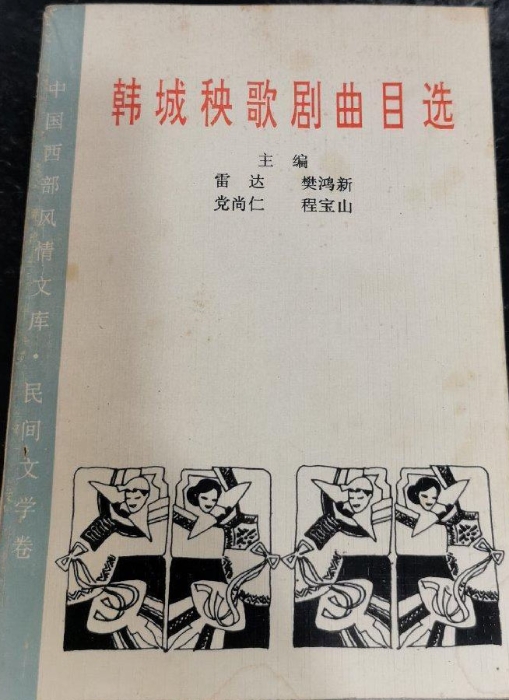 韩城秧歌剧曲目选
主编
雷达 樊鸿新
党尚仁 程宝山
中国西部风情文库·民间文学卷